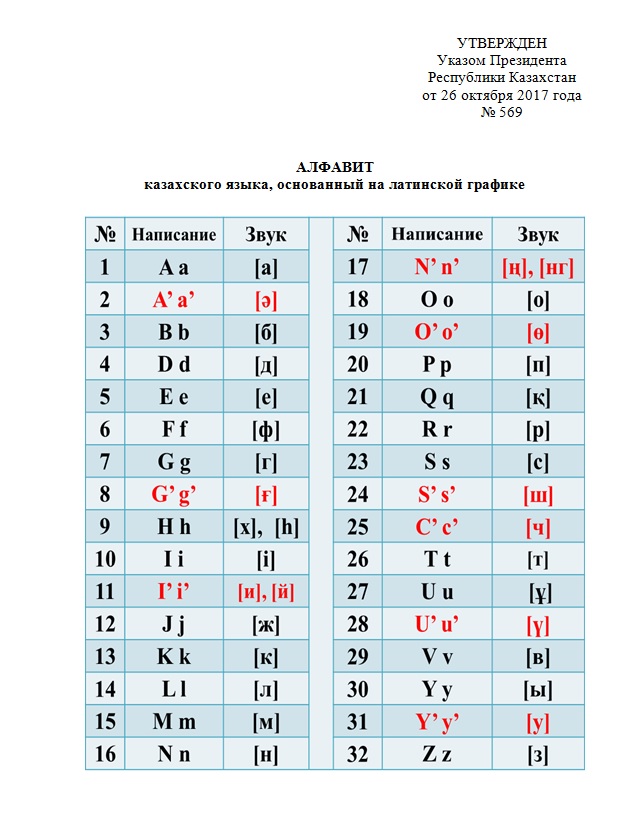 УТВЕРЖДЕН
Указом Президента
Республики Казахстан
от 26 октября 2017 года
№ 569
АЛФАВИТ
казахского языка, основанный на латинской графике
№ Написание Звук
1 A a [а]
2 A’ a’ [ә]
3 B b [б]
4 D d [д]
5 E e [е]
6 F f [ф]
7 G g [г]
8 G’ g’ [ғ]
9 H h [х], [һ]
10 I i [і]
11 I’ i’ [и], [й]
12 J j [ж]
13 K k [к]
14 L l [л]
15 M m [м]
16 N n [н]
№ Написание Звук
17 N’ n’ [ң], [нг]
18 O o [о]
19 O’ o’ [ө]
20 P p [п]
21 Q q [қ]
22 R r [р]
23 S s [с]
24 S’ s’ [ш]
25 C’ c’ [ч]
26 T t [т]
27 U u [ұ]
28 U’ u’ [ү]
29 V v [в]
30 Y y [ы]
31 Y’ y’ [у]
32 Z z [з]